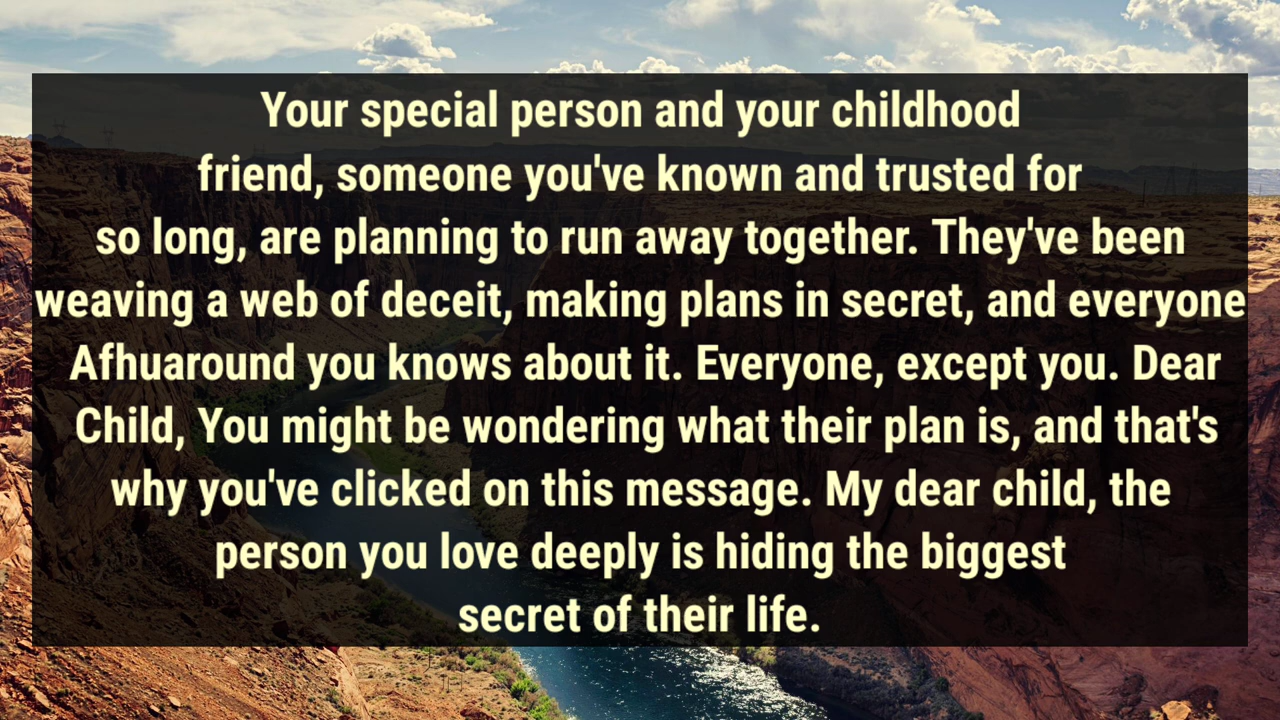 Your special person and your childhood
friend, someone you've known and trusted for
so long, are planning to run away together. They've been
weaving a web of deceit, making plans in secret, and everyone
Afhuaround you knows about it. Everyone, except you. Dear
Child, You might be wondering what their plan is, and that's
why you've clicked on this message. My dear child, the
person you love deeply is hiding the biggest
secret of their life.